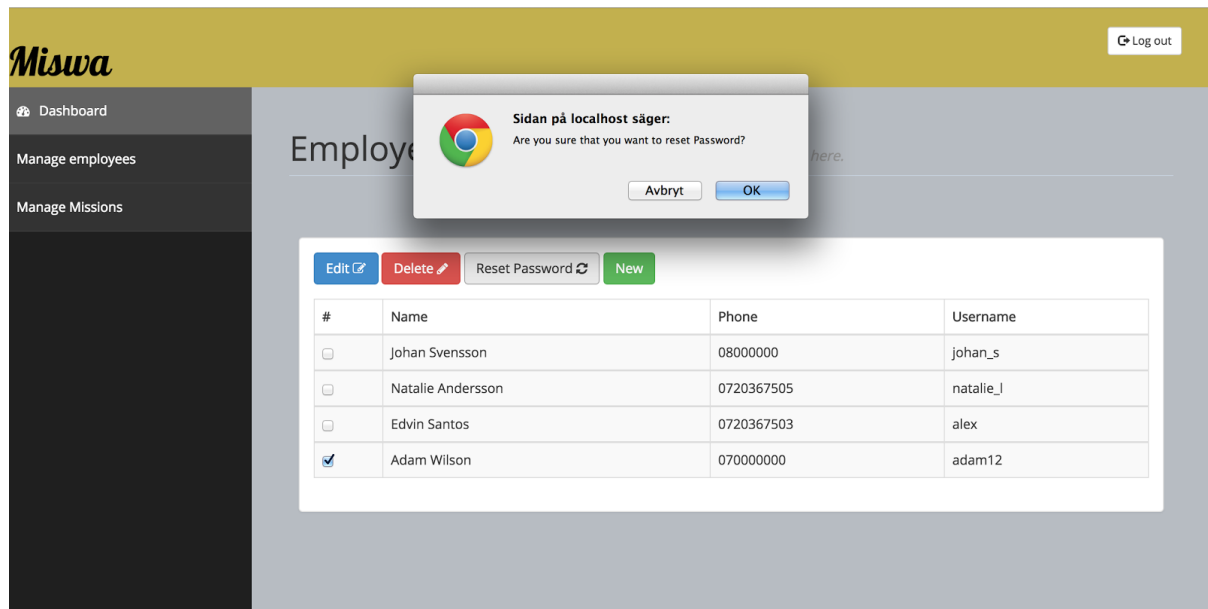 Miswa
Log out
Dashboard
Manage employees
Manage Missions
Sidan på localhost säger:
Are you sure that you want to reset Password?
Avbryt OK
here.
Edit Delete Reset Password New
# Name Phone Username
Johan Svensson 08000000 johan_s
Natalie Andersson 0720367505 natalie_l
Edvin Santos 0720367503 alex
Adam Wilson 070000000 adam12